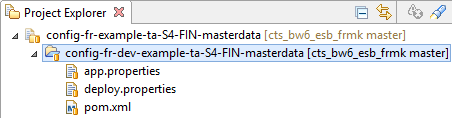 Project Explorer
config-fr-example-ta-S4-FIN-masterdata [cts_bw6_esb_frmk master]
config-fr-dev-example-ta-S4-FIN-masterdata [cts_bw6_esb_frmk master]
app.properties
deploy.properties
pom.xml